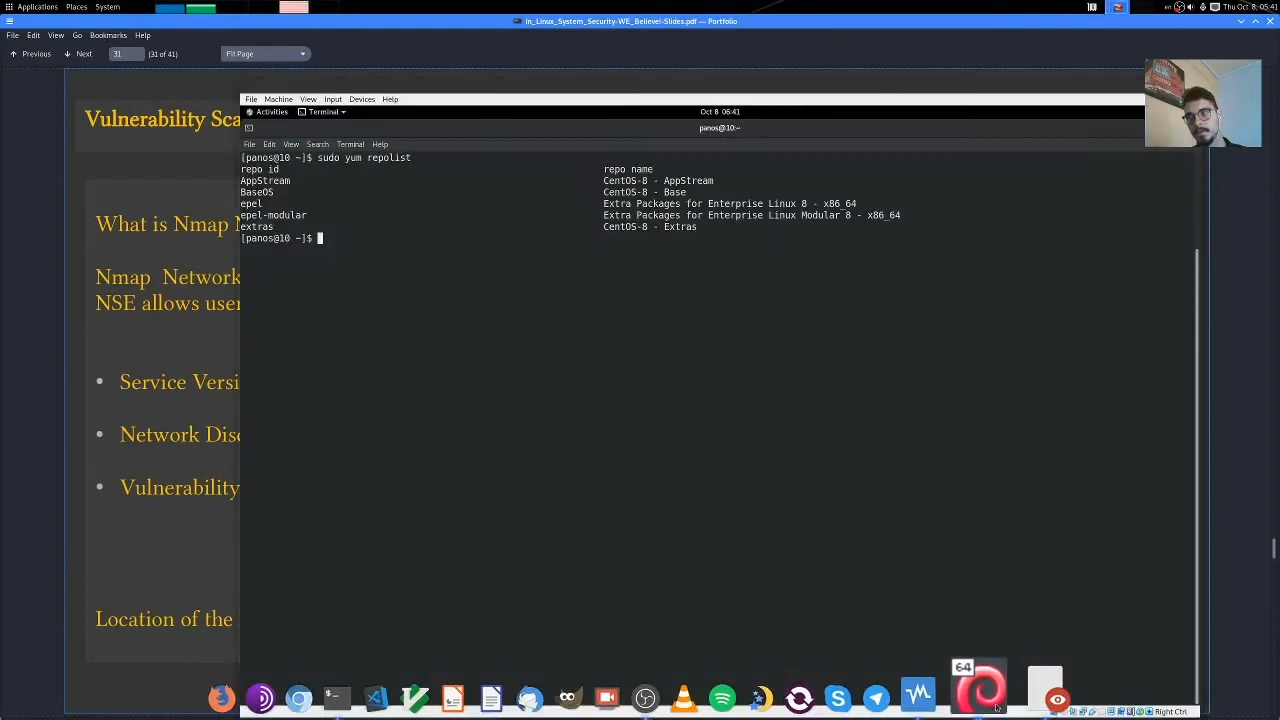 Applications Places System
en Thu Oct 8, 05:41
In_Linux_System_Security-WE_Believe!-Slides.pdf — Portfolio
File Edit View Go Bookmarks Help
Previous Next 31 (31 of 41) Fit Page
Vulnerability Sca
What is Nmap N
Nmap Network
NSE allows user
• Service Versi
• Network Disc
• Vulnerability
Location of the
File Machine View Input Devices Help
Activities Terminal Oct 8 06:41
panos@10:~
File Edit View Search Terminal Help
[panos@10 ~]$ sudo yum repolist
repo id repo name
AppStream CentOS-8 - AppStream
BaseOS CentOS-8 - Base
epel Extra Packages for Enterprise Linux 8 - x86_64
epel-modular Extra Packages for Enterprise Linux Modular 8 - x86_64
extras CentOS-8 - Extras
[panos@10 ~]$
64
Right Ctrl